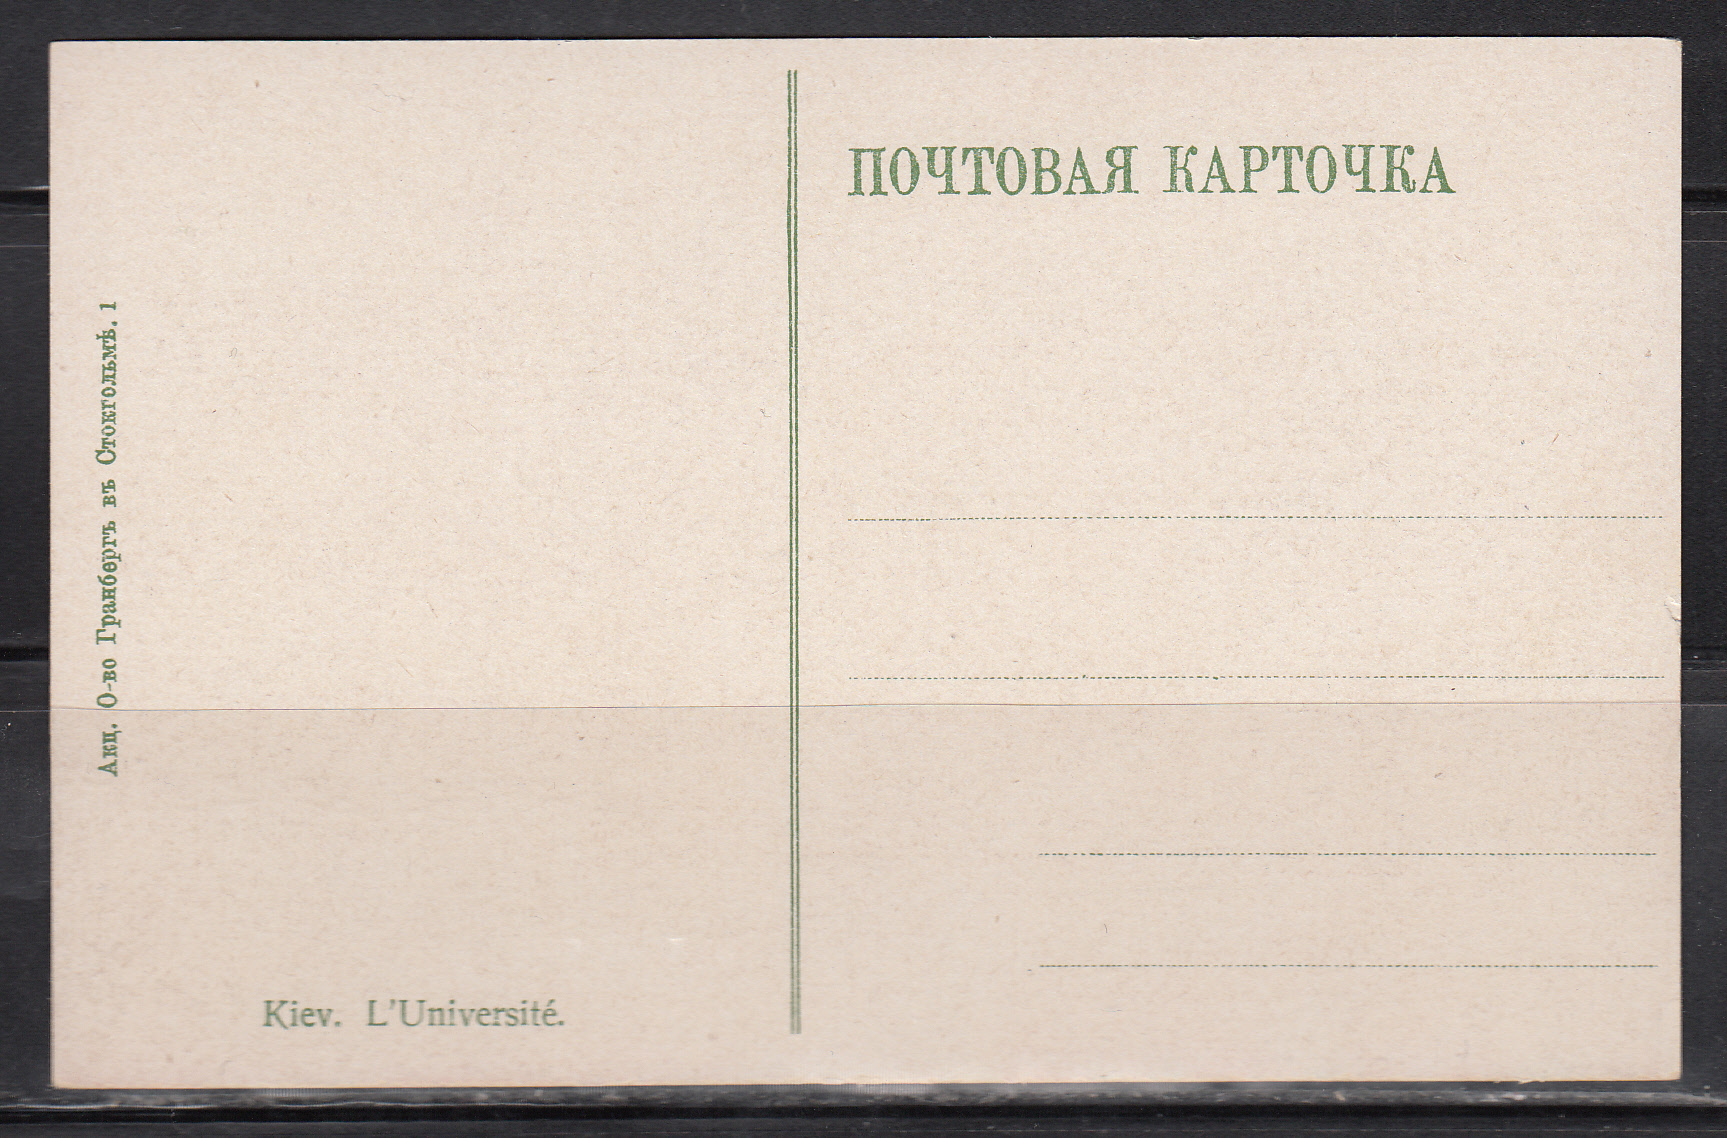 ПОЧТОВАЯ КАРТОЧКА
Акц. О-во Гранбергъ въ Стокгольмѣ. 1
Kiev. L'Université.